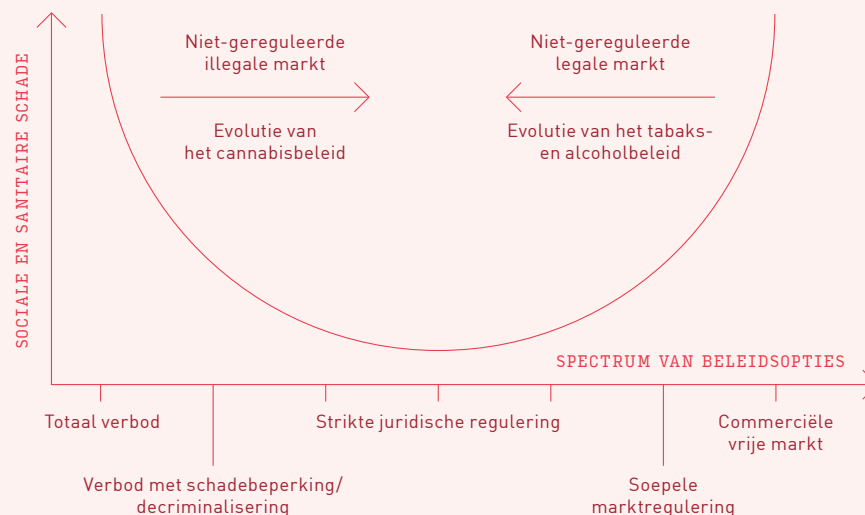 SOCIALE EN SANITAIRE SCHADE
Niet-gereguleerde
illegale markt
Evolutie van
het cannabisbeleid
Niet-gereguleerde
legale markt
Evolutie van het tabaks-
en alcoholbeleid
SPECTRUM VAN BELEIDSOPTIES
Totaal verbod
Verbod met schadebeperking/
decriminalisering
Strikte juridische regulering
Soepele
marktregulering
Commerciële
vrije markt